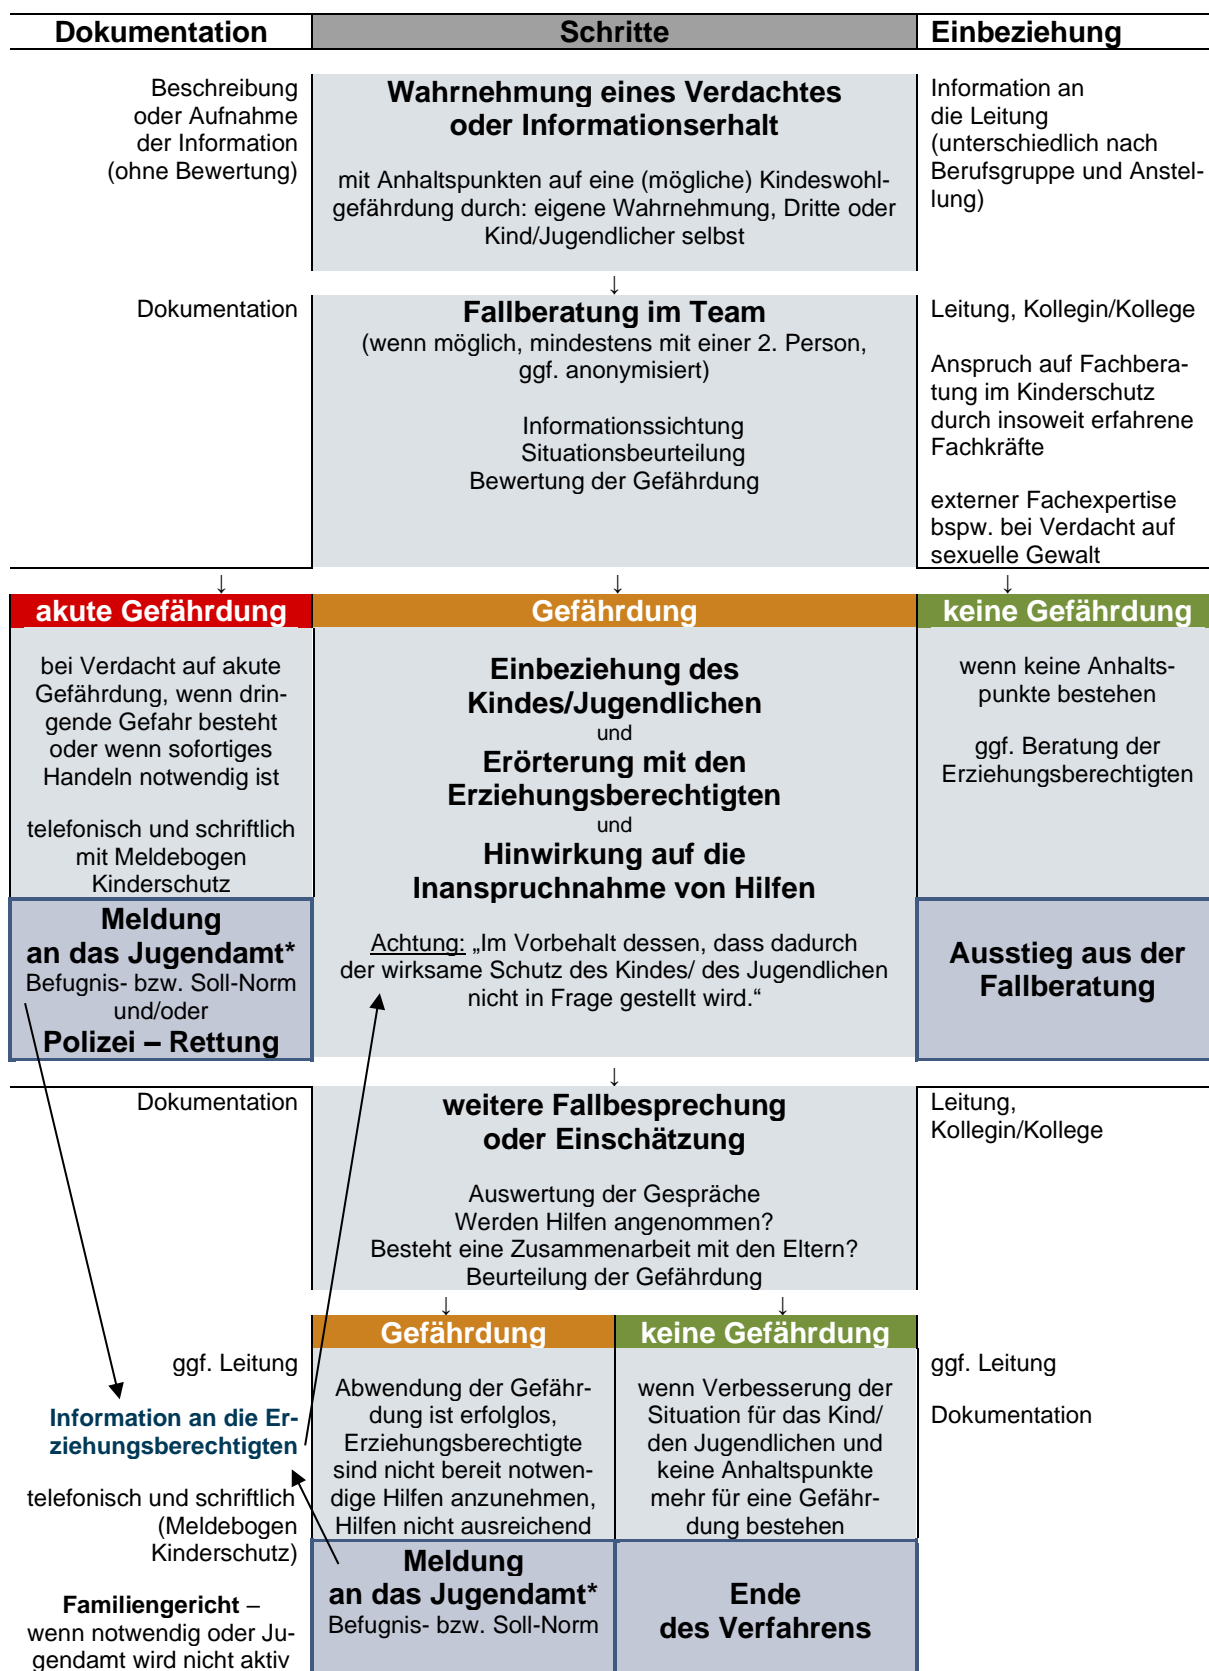 Dokumentation
Schritte
Einbeziehung
Beschreibung
oder Aufnahme
der Information
(ohne Bewertung)
Wahrnehmung eines Verdachtes
oder Informationserhalt
mit Anhaltspunkten auf eine (mögliche) Kindeswohl-
gefährdung durch: eigene Wahrnehmung, Dritte oder
Kind/Jugendlicher selbst
Information an
die Leitung
(unterschiedlich nach
Berufsgruppe und Anstel-
lung)
↓
Dokumentation
Fallberatung im Team
(wenn möglich, mindestens mit einer 2. Person,
ggf. anonymisiert)
Informationssichtung
Situationsbeurteilung
Bewertung der Gefährdung
Leitung, Kollegin/Kollege
Anspruch auf Fachbera-
tung im Kinderschutz
durch insoweit erfahrene
Fachkräfte
externer Fachexpertise
bspw. bei Verdacht auf
sexuelle Gewalt
↓ ↓ ↓
akute Gefährdung
bei Verdacht auf akute
Gefährdung, wenn drin-
gende Gefahr besteht
oder wenn sofortiges
Handeln notwendig ist
telefonisch und schriftlich
mit Meldebogen
Kinderschutz
Meldung
an das Jugendamt*
Befugnis- bzw. Soll-Norm
und/oder
Polizei – Rettung
Gefährdung
Einbeziehung des
Kindes/Jugendlichen
und
Erörterung mit den
Erziehungsberechtigten
und
Hinwirkung auf die
Inanspruchnahme von Hilfen
Achtung: „Im Vorbehalt dessen, dass dadurch
der wirksame Schutz des Kindes/ des Jugendlichen
nicht in Frage gestellt wird.“
keine Gefährdung
wenn keine Anhalts-
punkte bestehen
ggf. Beratung der
Erziehungsberechtigten
Ausstieg aus der
Fallberatung
↓
Dokumentation
weitere Fallbesprechung
oder Einschätzung
Auswertung der Gespräche
Werden Hilfen angenommen?
Besteht eine Zusammenarbeit mit den Eltern?
Beurteilung der Gefährdung
Leitung,
Kollegin/Kollege
↓ ↓
ggf. Leitung
Information an die Er-
ziehungsberechtigten
telefonisch und schriftlich
(Meldebogen
Kinderschutz)
Familiengericht –
wenn notwendig oder Ju-
gendamt wird nicht aktiv
Gefährdung
Abwendung der Gefähr-
dung ist erfolglos,
Erziehungsberechtigte
sind nicht bereit notwen-
dige Hilfen anzunehmen,
Hilfen nicht ausreichend
Meldung
an das Jugendamt*
Befugnis- bzw. Soll-Norm
keine Gefährdung
wenn Verbesserung der
Situation für das Kind/
den Jugendlichen und
keine Anhaltspunkte
mehr für eine Gefähr-
dung bestehen
Ende
des Verfahrens
ggf. Leitung
Dokumentation